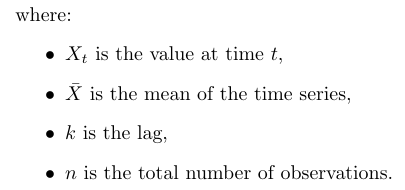 where:
• X_t is the value at time t,
• X̄ is the mean of the time series,
• k is the lag,
• n is the total number of observations.